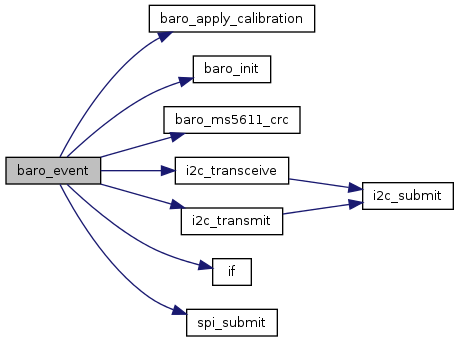 baro_apply_calibration
baro_init
baro_ms5611_crc
baro_event
i2c_transceive
i2c_submit
i2c_transmit
if
spi_submit